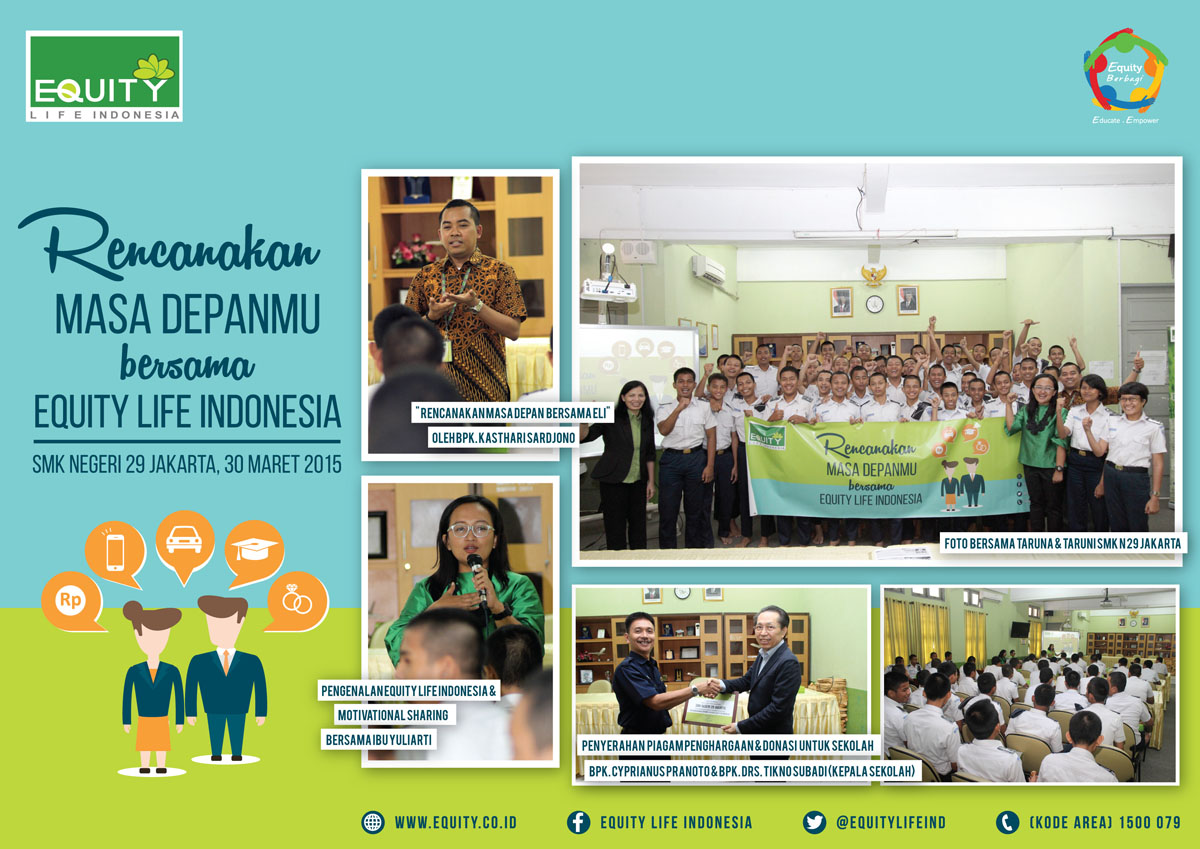 EQUITY
LIFE INDONESIA
Equity
Berbagi
Educate . Empower
Rencanakan
MASA DEPANMU
bersama
EQUITY LIFE INDONESIA
SMK NEGERI 29 JAKARTA, 30 MARET 2015
Rp
"RENCANAKAN MASA DEPAN BERSAMA ELI"
OLEH BPK. KASTHARI SARDJONO
EQUITY
Rencanakan
MASA DEPANMU
bersama
EQUITY LIFE INDONESIA
FOTO BERSAMA TARUNA & TARUNI SMK N 29 JAKARTA
PENGENALAN EQUITY LIFE INDONESIA &
MOTIVATIONAL SHARING
BERSAMA IBU YULIARTI
PENYERAHAN PIAGAM PENGHARGAAN & DONASI UNTUK SEKOLAH
BPK. CYPRIANUS PRANOTO & BPK. DRS. TIKNO SUBADI (KEPALA SEKOLAH)
WWW.EQUITY.CO.ID
EQUITY LIFE INDONESIA
@EQUITYLIFEIND
(KODE AREA) 1500 079